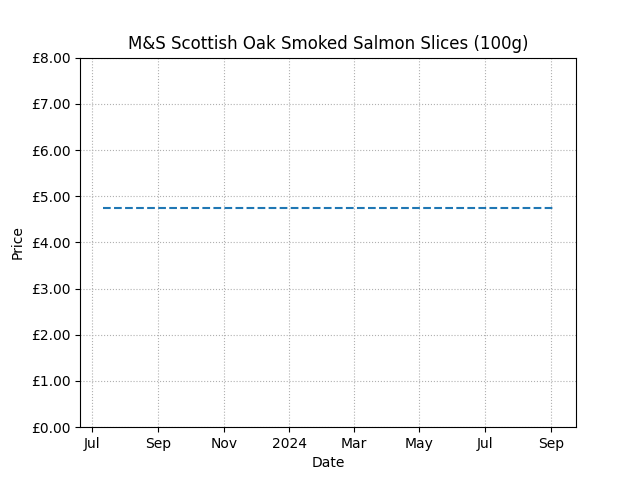 M&S Scottish Oak Smoked Salmon Slices (100g)
£8.00
£7.00
£6.00
£5.00
£4.00
£3.00
£2.00
£1.00
£0.00
Price
Jul Sep Nov 2024 Mar May Jul Sep
Date